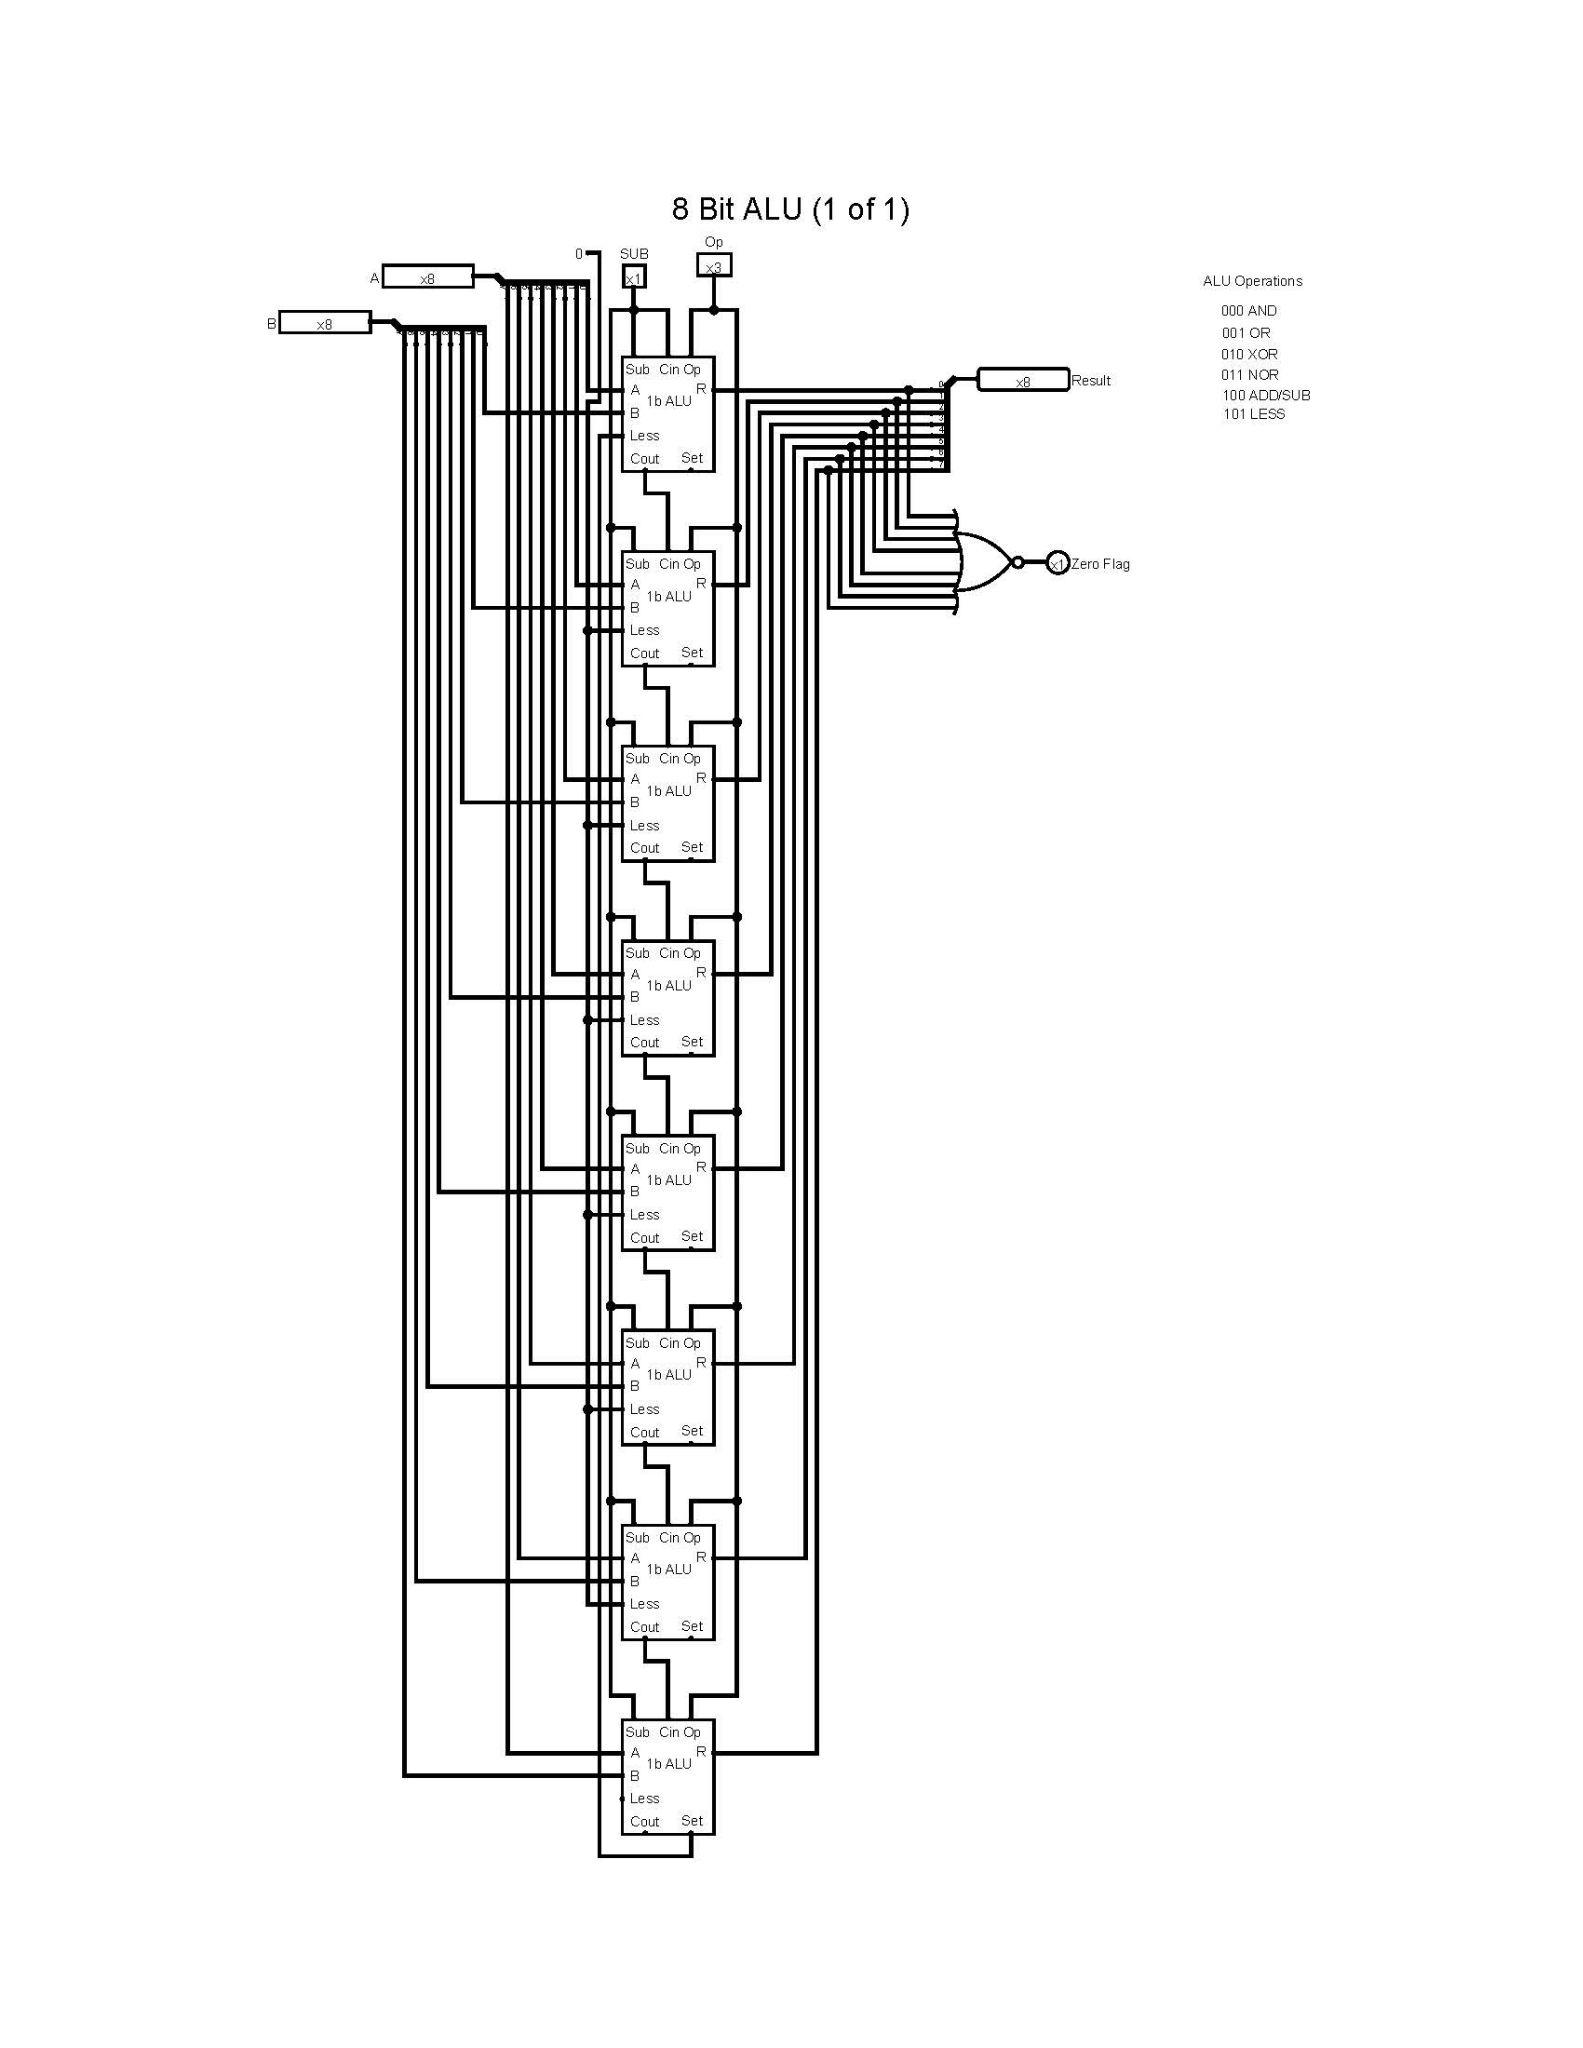 8 Bit ALU (1 of 1)
Op
0
SUB
x3
A
x8
x1
ALU Operations
000 AND
001 OR
010 XOR
011 NOR
100 ADD/SUB
101 LESS
B
x8
Sub Cin Op
A
R
1b ALU
B
Less
Cout
Set
x8
Result
x1
Zero Flag
Sub Cin Op
A
R
1b ALU
B
Less
Cout
Set
Sub Cin Op
A
R
1b ALU
B
Less
Cout
Set
Sub Cin Op
A
R
1b ALU
B
Less
Cout
Set
Sub Cin Op
A
R
1b ALU
B
Less
Cout
Set
Sub Cin Op
A
R
1b ALU
B
Less
Cout
Set
Sub Cin Op
A
R
1b ALU
B
Less
Cout
Set
Sub Cin Op
A
R
1b ALU
B
Less
Cout
Set